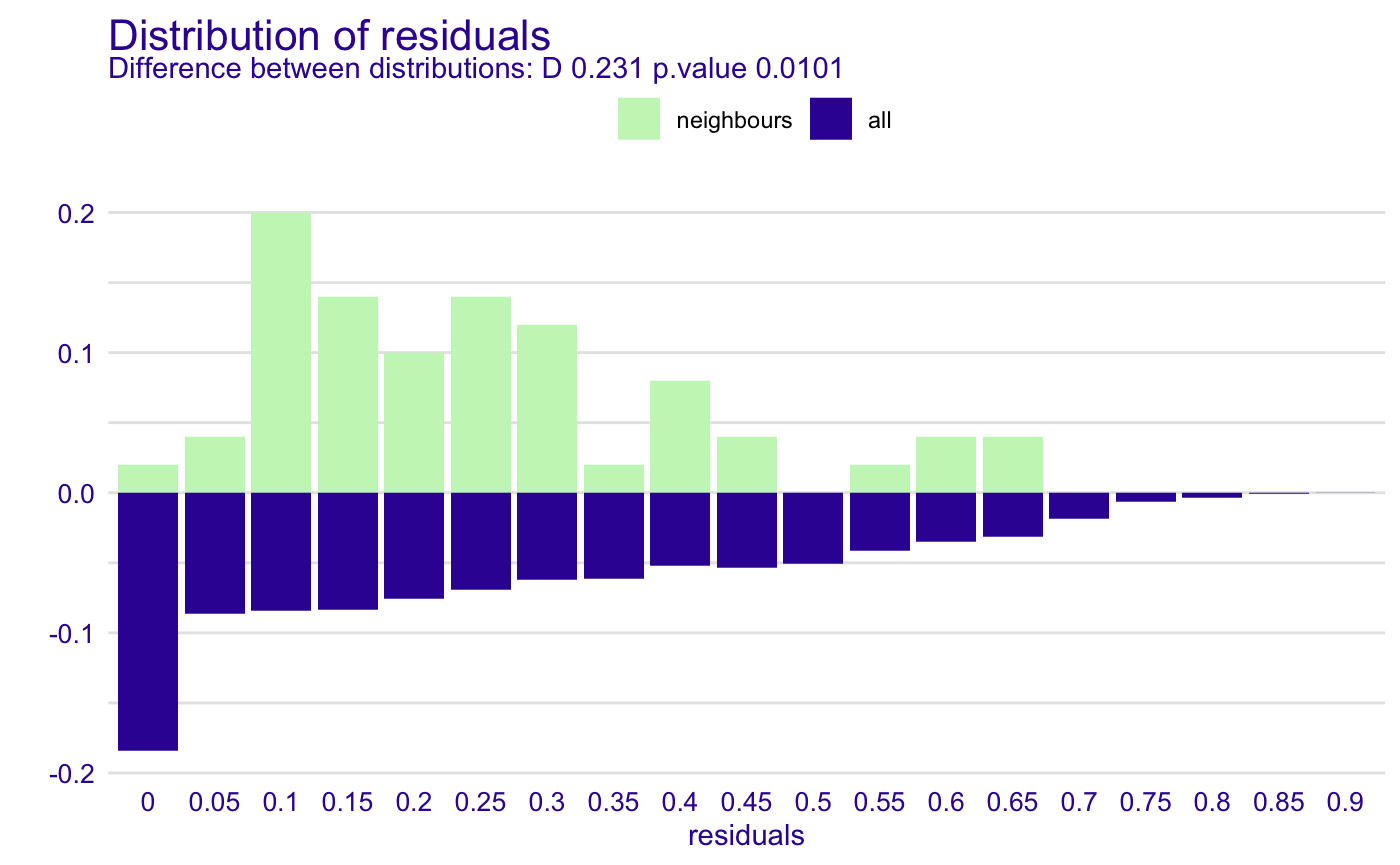 Distribution of residuals
Difference between distributions: D 0.231 p.value 0.0101
neighbours all
0.2
0.1
0.0
-0.1
-0.2
0 0.05 0.1 0.15 0.2 0.25 0.3 0.35 0.4 0.45 0.5 0.55 0.6 0.65 0.7 0.75 0.8 0.85 0.9
residuals